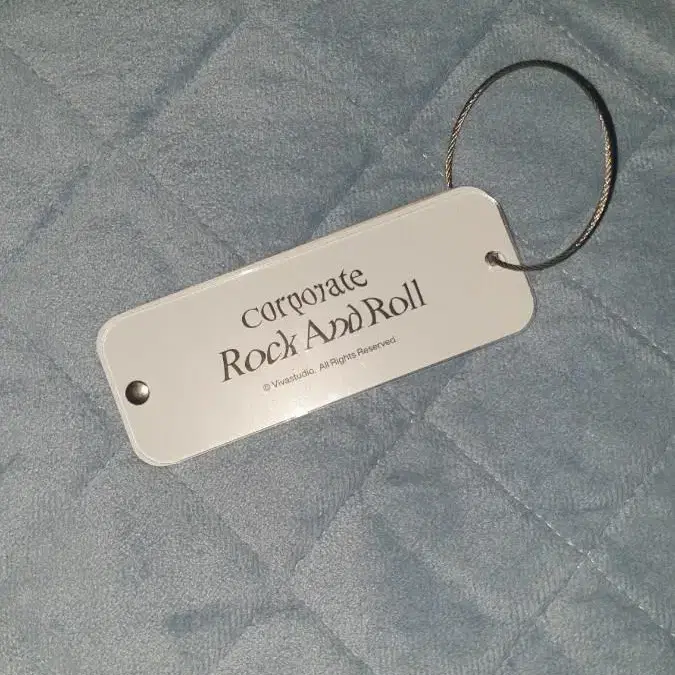 Corporate
Rock And Roll
© Vivastudio. All Rights Reserved.